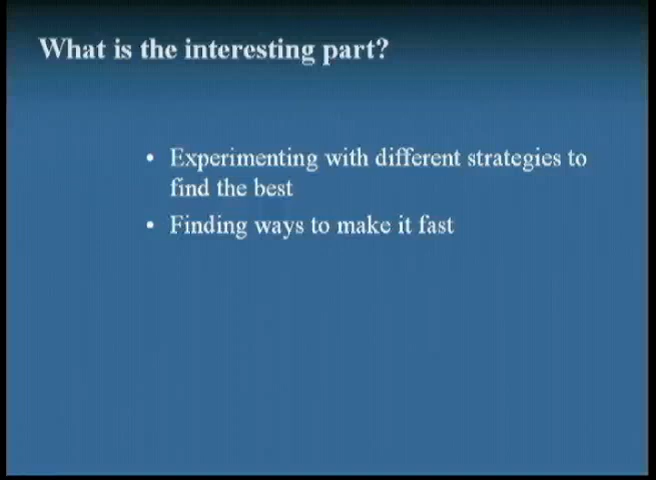 What is the interesting part?
• Experimenting with different strategies to
find the best
• Finding ways to make it fast